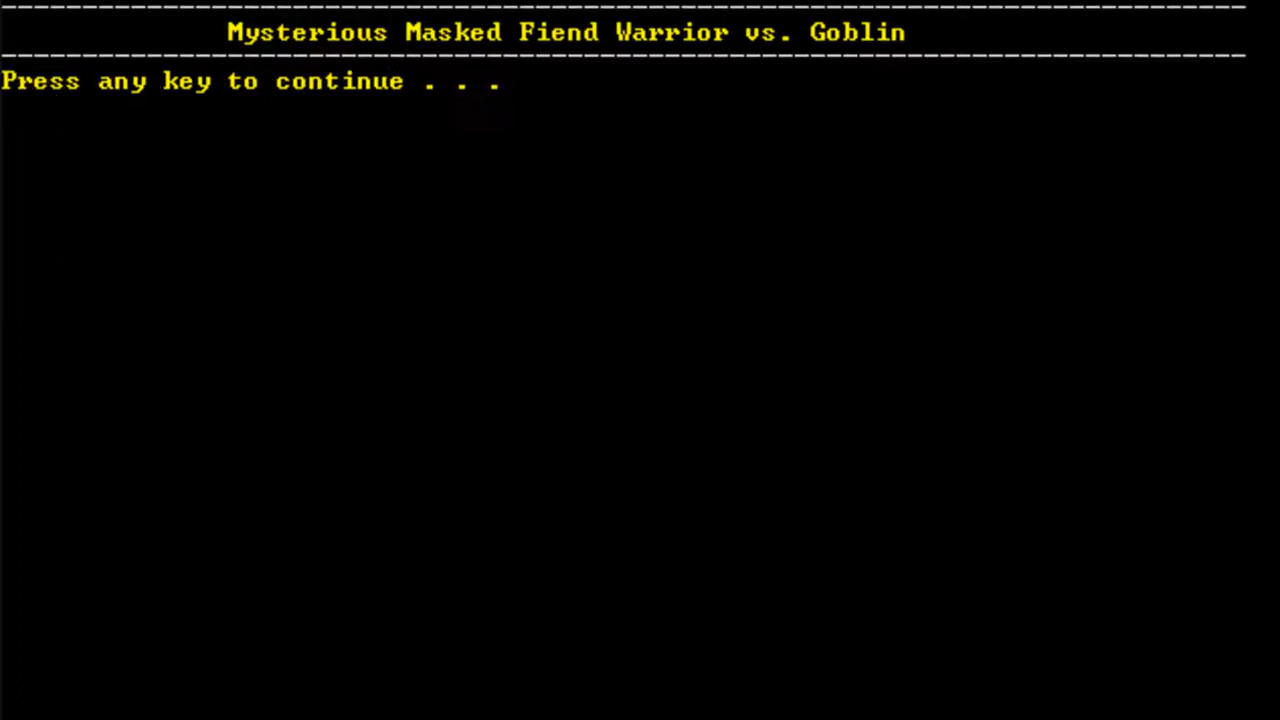 Mysterious Masked Fiend Warrior vs. Goblin
Press any key to continue . . .